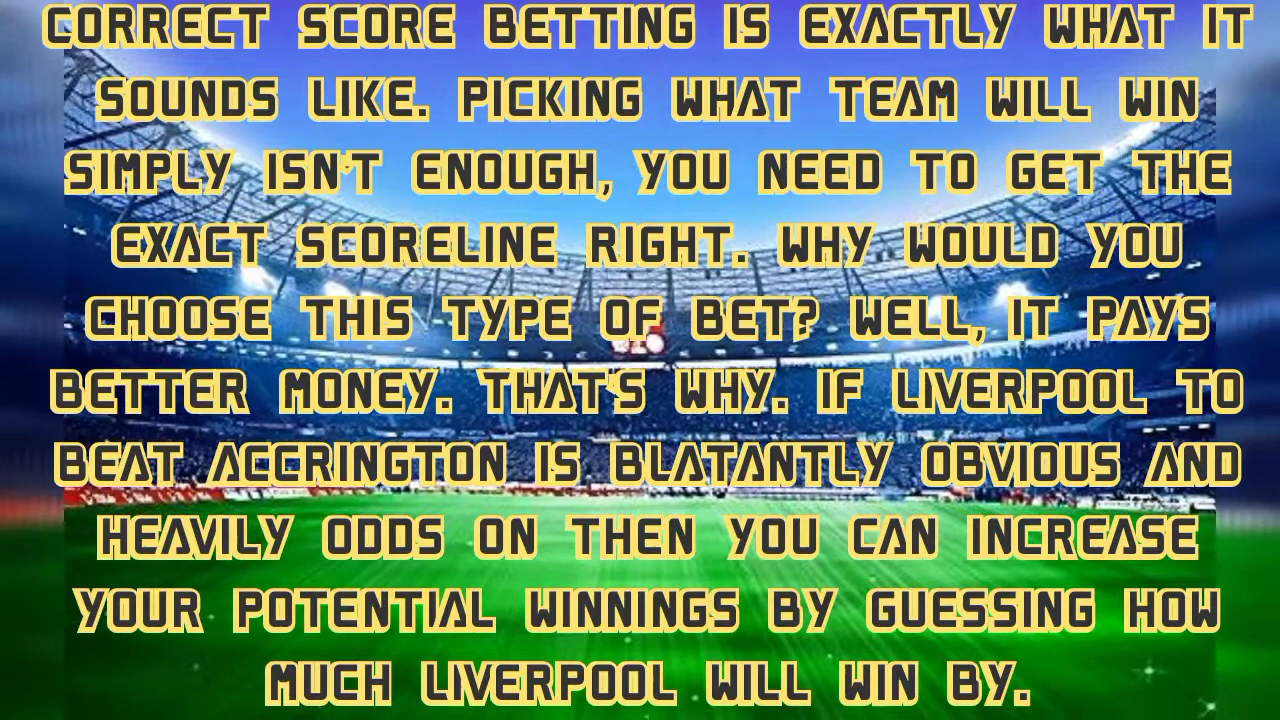 CORRECT SCORE BETTING IS EXACTLY WHAT IT
SOUNDS LIKE. PICKING WHAT TEAM WILL WIN
SIMPLY ISN'T ENOUGH, YOU NEED TO GET THE
EXACT SCORELINE RIGHT. WHY WOULD YOU
CHOOSE THIS TYPE OF BET? WELL, IT PAYS
BETTER MONEY. THAT'S WHY. IF LIVERPOOL TO
BEAT ACCRINGTON IS BLATANTLY OBVIOUS AND
HEAVILY ODDS ON THEN YOU CAN INCREASE
YOUR POTENTIAL WINNINGS BY GUESSING HOW
MUCH LIVERPOOL WILL WIN BY.